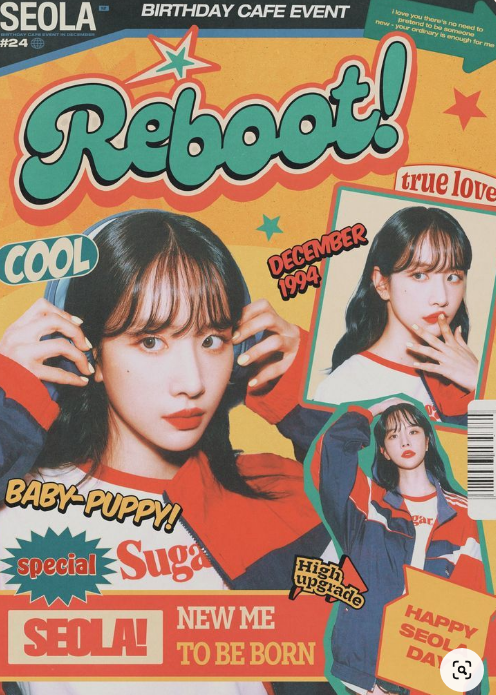 SEOLA
BIRTHDAY CAFE EVENT
#24
i love you there's no need to
pretend to be someone
new - your ordinary is enough for me
Reboot!
true love
COOL
DECEMBER
1994
BABY-PUPPY!
special
Suga
gar
High
upgrade
SEOLA!
NEW ME
TO BE BORN
HAPPY
SEOLA
DAY